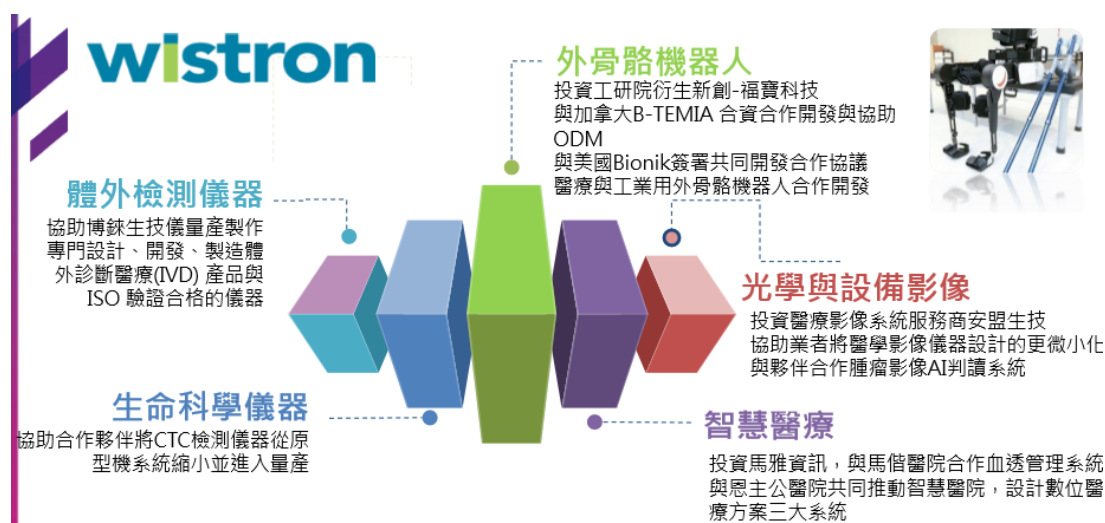 wistron
外骨骼機器人
投資工研院衍生新創-福寶科技
與加拿大B-TEMIA 合資合作開發與協助
ODM
與美國Bionik簽署共同開發合作協議
醫療與工業用外骨骼機器人合作開發
體外檢測儀器
協助博錸生技儀量產製作
專門設計、開發、製造體
外診斷醫療(IVD) 產品與
ISO 驗證合格的儀器
光學與設備影像
投資醫療影像系統服務商安盟生技
協助業者將醫學影像儀器設計的更微小化
與夥伴合作腫瘤影像AI判讀系統
生命科學儀器
協助合作夥伴將CTC檢測儀器從原
型機系統縮小並進入量產
智慧醫療
投資馬雅資訊，與馬偕醫院合作血透管理系統
與恩主公醫院共同推動智慧醫院，設計數位醫
療方案三大系統